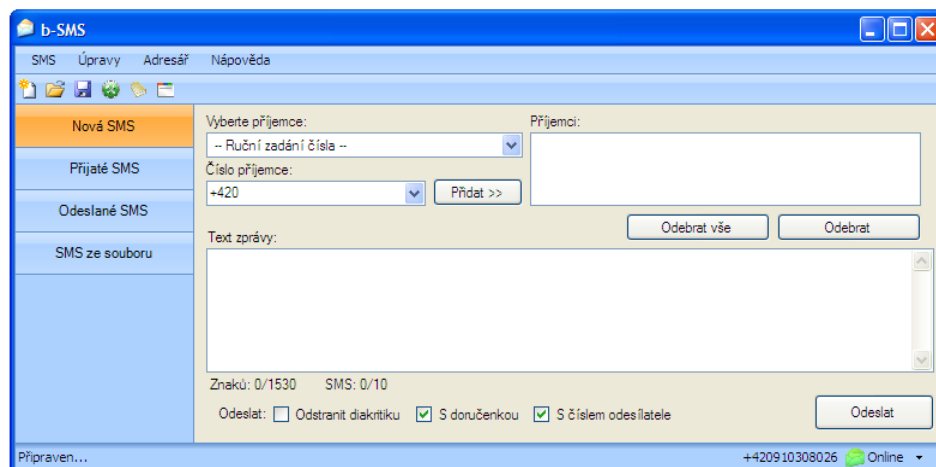 b-SMS
SMS Úpravy Adresář Nápověda
Nová SMS
Přijaté SMS
Odeslané SMS
SMS ze souboru
Vyberte příjemce:
-- Ruční zadání čísla --
Číslo příjemce:
+420
Přidat >>
Příjemci:
Odebrat vše Odebrat
Text zprávy:
Znaků: 0/1530 SMS: 0/10
Odeslat: Odstranit diakritiku S doručenkou S číslem odesílatele Odeslat
Připraven... +420910308026 Online